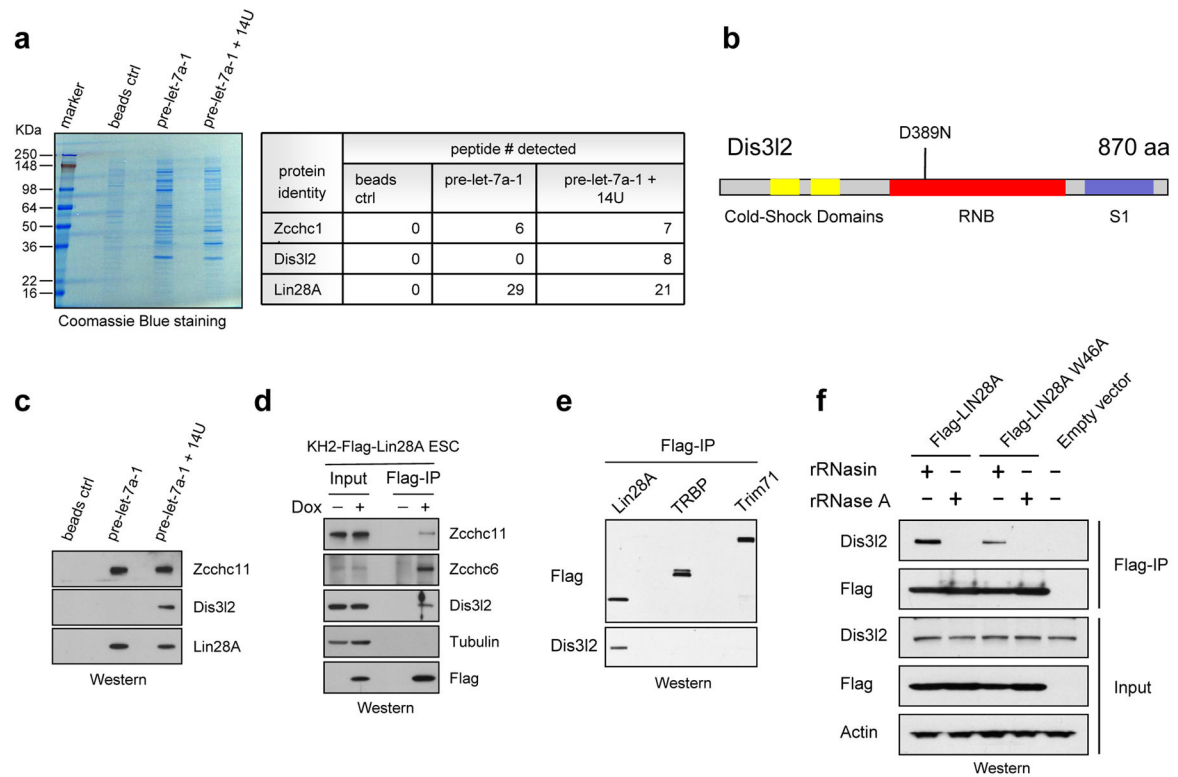 a
marker
beads ctrl
pre-let-7a-1
pre-let-7a-1 + 14U
KDa
250
148
98
64
50
36
22
16
Coomassie Blue staining
protein identity
peptide # detected
beads ctrl
pre-let-7a-1
pre-let-7a-1 + 14U
Zcchc1 0 6 7
Dis3l2 0 0 8
Lin28A 0 29 21
b
D389N
Dis3l2 870 aa
Cold-Shock Domains RNB S1
c
beads ctrl
pre-let-7a-1
pre-let-7a-1 + 14U
Zcchc11
Dis3l2
Lin28A
Western
d
KH2-Flag-Lin28A ESC
Input Flag-IP
Dox – + – +
Zcchc11
Zcchc6
Dis3l2
Tubulin
Flag
Western
e
Flag-IP
Lin28A
TRBP
Trim71
Flag
Dis3l2
Western
f
Flag-LIN28A
Flag-LIN28A W46A
Empty vector
rRNasin + – + – –
rRNase A – + – + –
Dis3l2
Flag
Flag-IP
Dis3l2
Flag
Actin
Input
Western